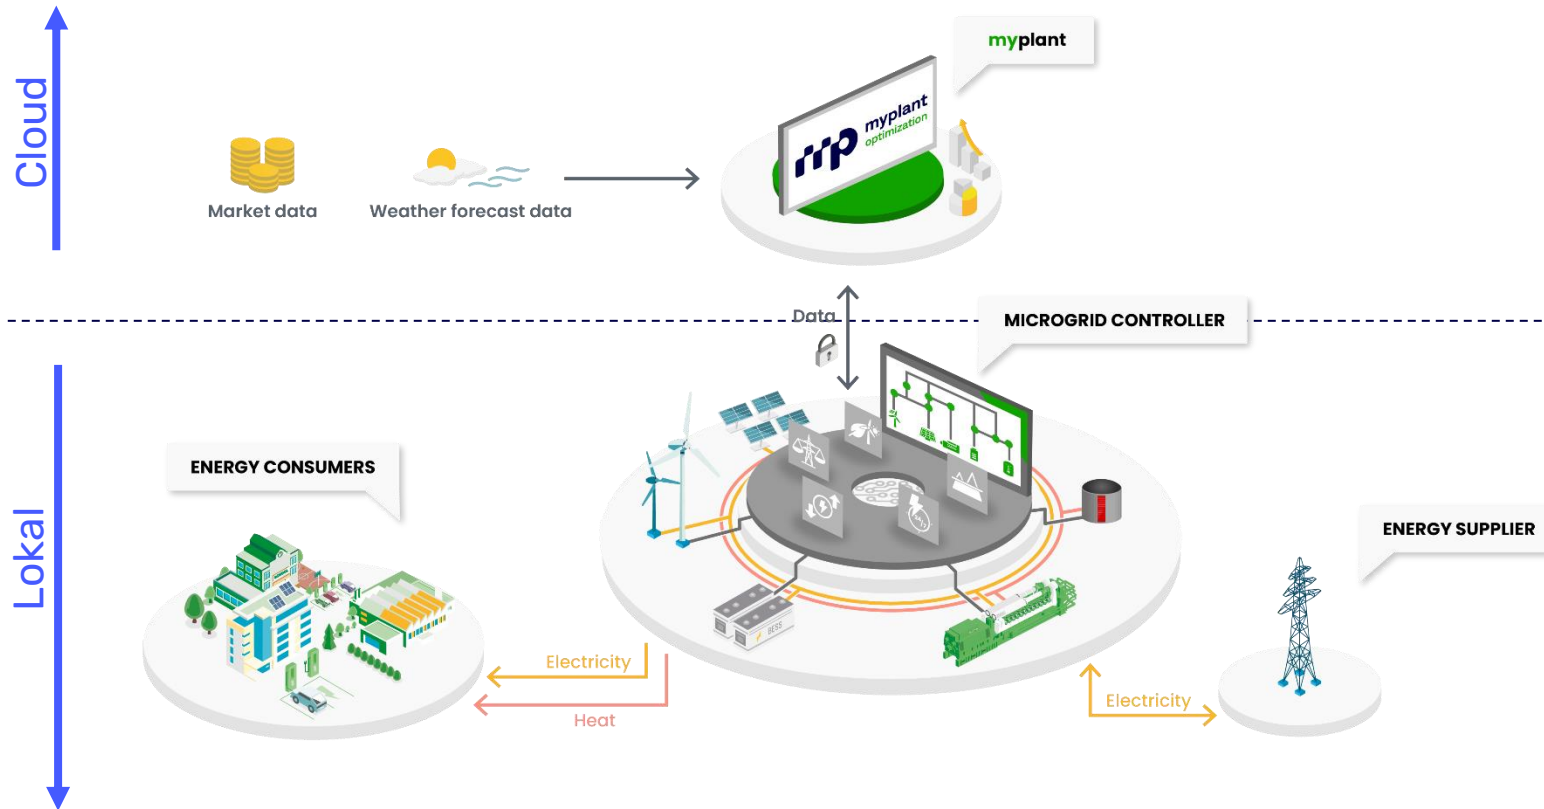 Cloud
myplant
myplant
optimization
Market data
Weather forecast data
Data
MICROGRID CONTROLLER
Lokal
ENERGY CONSUMERS
ENERGY SUPPLIER
BESS
Electricity
Heat
Electricity